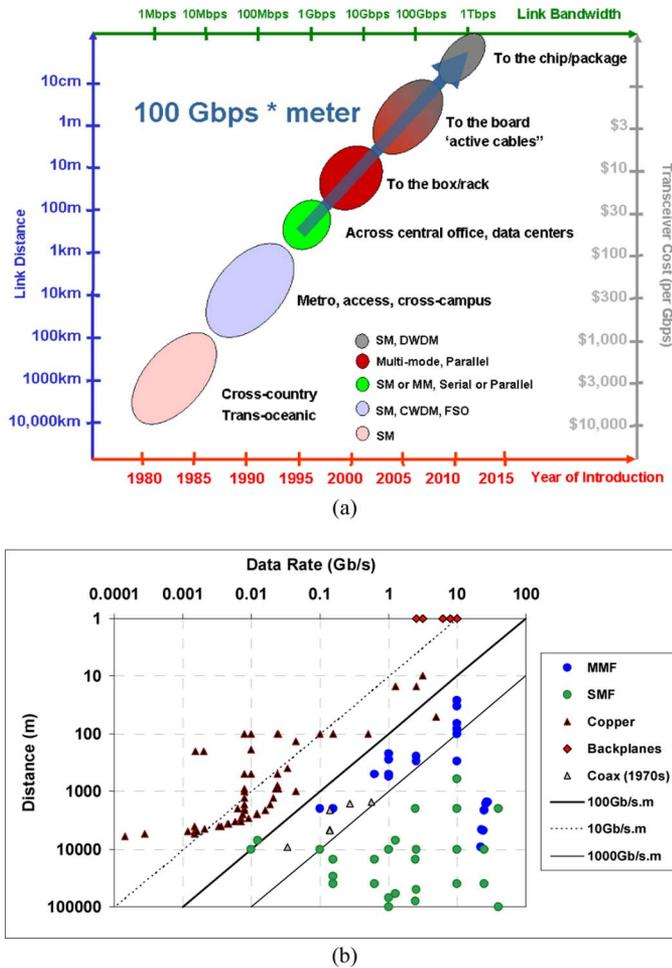 1Mbps 10Mbps 100Mbps 1Gbps 10Gbps 100Gbps 1Tbps Link Bandwidth
To the chip/package
10cm
100 Gbps * meter
To the board
'active cables"
1m
$3
10m
To the box/rack
$10
100m
$30
Across central office, data centers
1km
$100
10km
Metro, access, cross-campus
$300
100km
$1,000
1000km
$3,000
10,000km
$10,000
Link Distance
Transceiver Cost (per Gbps)
SM, DWDM
Multi-mode, Parallel
SM or MM, Serial or Parallel
SM, CWDM, FSO
SM
Cross-country
Trans-oceanic
1980 1985 1990 1995 2000 2005 2010 2015 Year of Introduction
(a)
Data Rate (Gb/s)
0.0001 0.001 0.01 0.1 1 10 100
1
10
100
1000
10000
100000
Distance (m)
MMF
SMF
Copper
Backplanes
Coax (1970s)
100Gb/s.m
10Gb/s.m
1000Gb/s.m
(b)